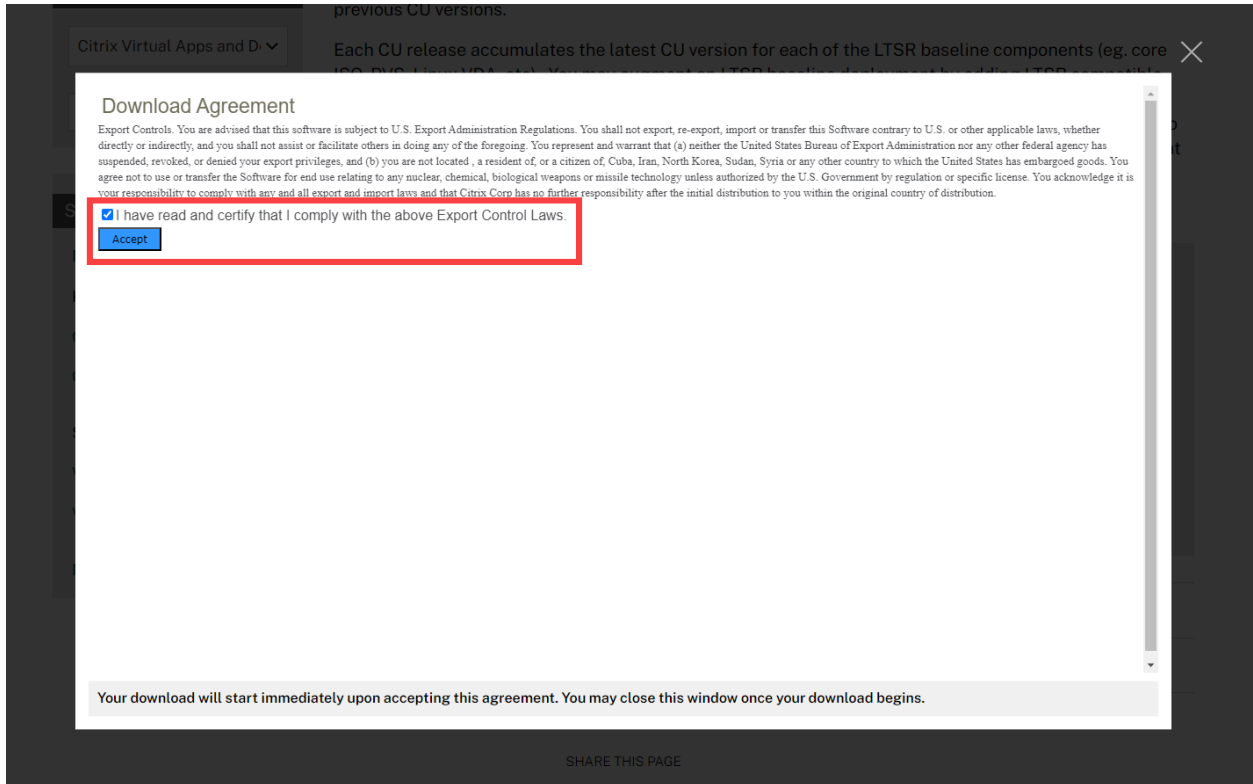 previous CU versions.
Citrix Virtual Apps and D
Each CU release accumulates the latest CU version for each of the LTSR baseline components (eg. core
Download Agreement
Export Controls. You are advised that this software is subject to U.S. Export Administration Regulations. You shall not export, re-export, import or transfer this Software contrary to U.S. or other applicable laws, whether
directly or indirectly, and you shall not assist or facilitate others in doing any of the foregoing. You represent and warrant that (a) neither the United States Bureau of Export Administration nor any other federal agency has
suspended, revoked, or denied your export privileges, and (b) you are not located , a resident of, or a citizen of, Cuba, Iran, North Korea, Sudan, Syria or any other country to which the United States has embargoed goods. You
agree not to use or transfer the Software for end use relating to any nuclear, chemical, biological weapons or missile technology unless authorized by the U.S. Government by regulation or specific license. You acknowledge it is
your responsibility to comply with any and all export and import laws and that Citrix Corp has no further responsibility after the initial distribution to you within the original country of distribution.
I have read and certify that I comply with the above Export Control Laws.
Accept
Your download will start immediately upon accepting this agreement. You may close this window once your download begins.
SHARE THIS PAGE